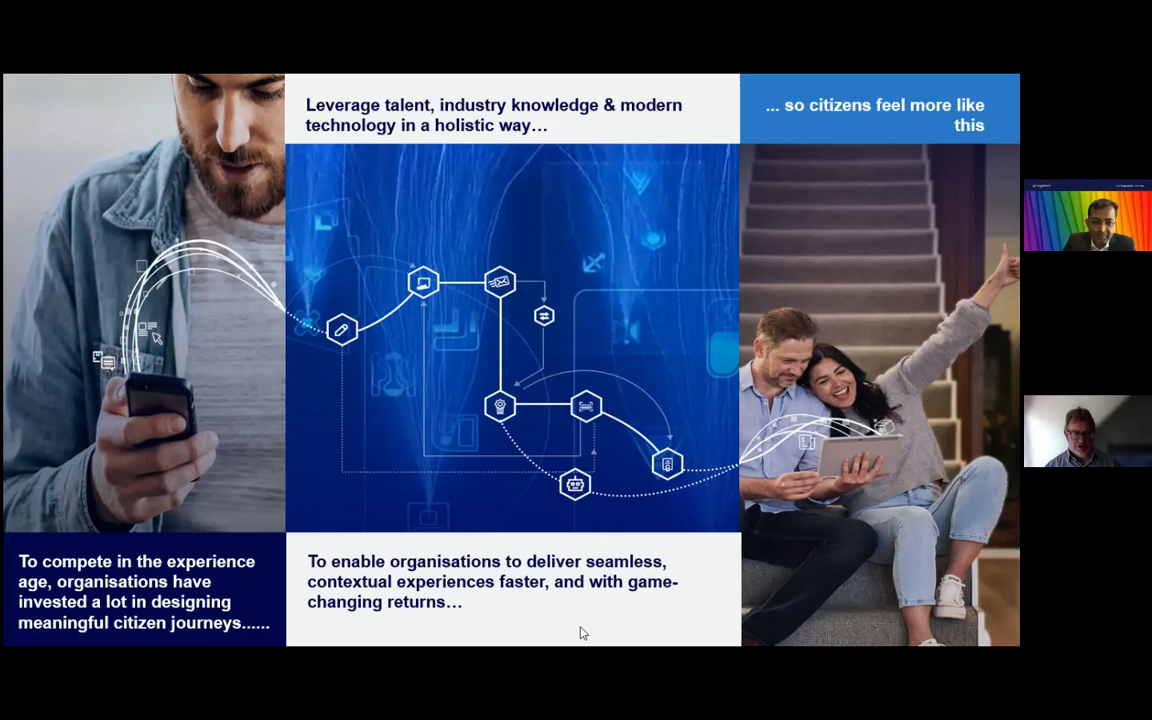 Leverage talent, industry knowledge & modern
technology in a holistic way…
... so citizens feel more like
this
To compete in the experience
age, organisations have
invested a lot in designing
meaningful citizen journeys......
To enable organisations to deliver seamless,
contextual experiences faster, and with game-
changing returns…